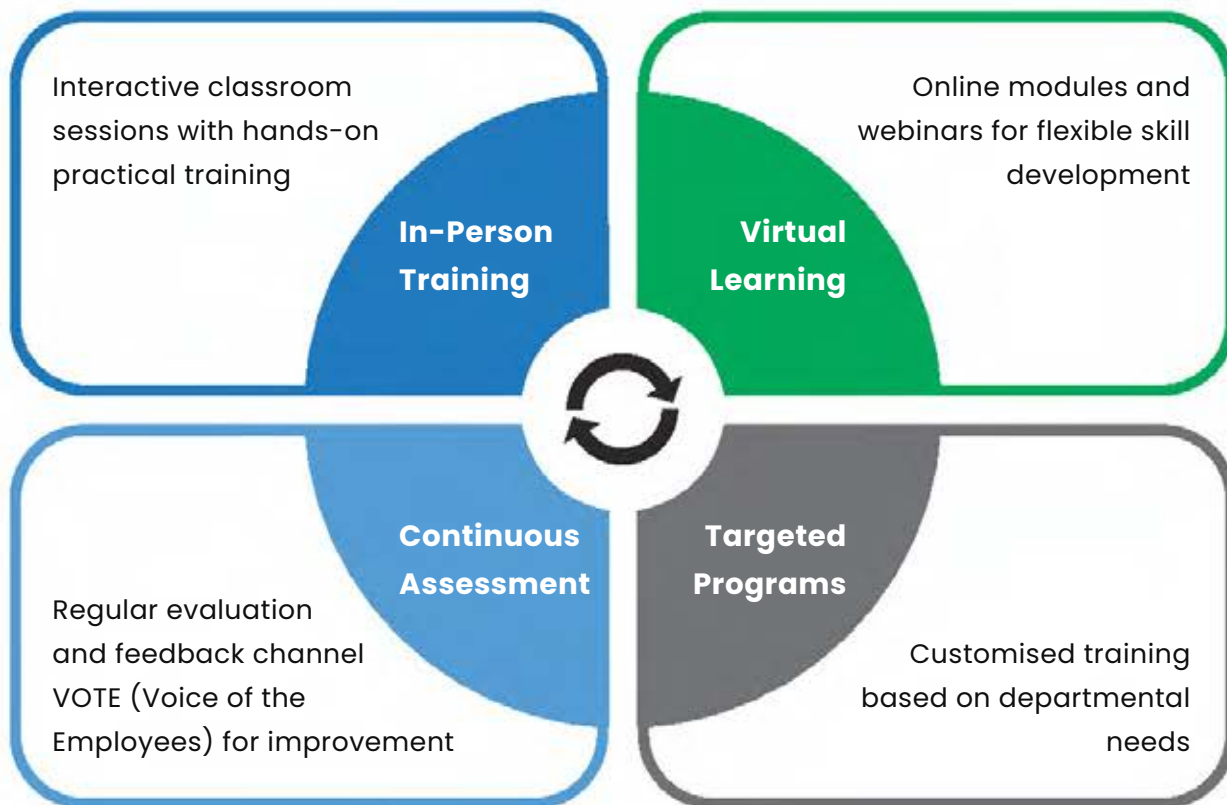 Interactive classroom
sessions with hands-on
practical training
In-Person
Training
Online modules and
webinars for flexible skill
development
Virtual
Learning
Continuous
Assessment
Regular evaluation
and feedback channel
VOTE (Voice of the
Employees) for improvement
Targeted
Programs
Customised training
based on departmental
needs